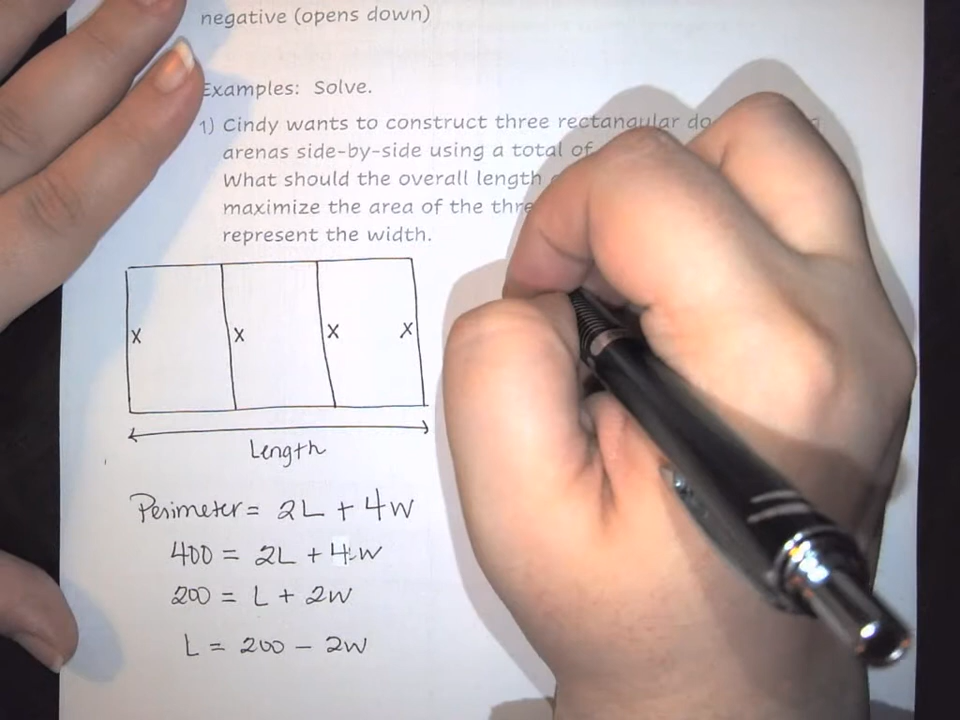 negative (opens down)
Examples: Solve.
1) Cindy wants to construct three rectangular
arenas side-by-side using a total of
What should the overall length
maximize the area of the
represent the width.
x x x x
Length
Perimeter = 2L + 4W
400 = 2L + 4W
200 = L + 2W
L = 200 - 2W